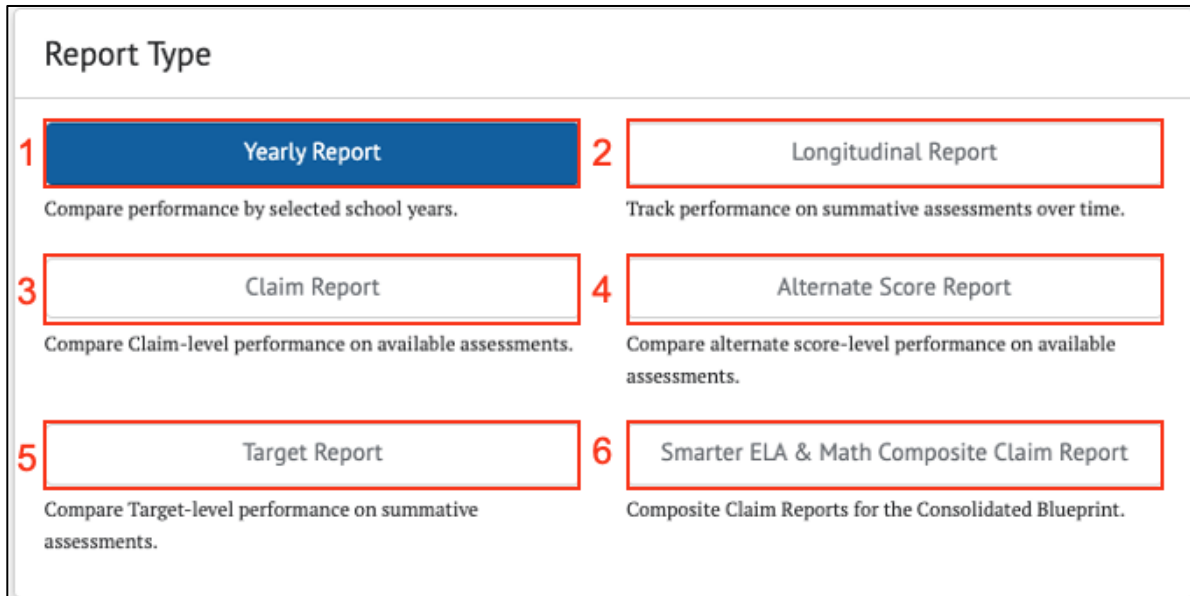 Report Type
1 Yearly Report 2 Longitudinal Report
Compare performance by selected school years. Track performance on summative assessments over time.
3 Claim Report 4 Alternate Score Report
Compare Claim-level performance on available assessments. Compare alternate score-level performance on available
assessments.
5 Target Report 6 Smarter ELA & Math Composite Claim Report
Compare Target-level performance on summative Composite Claim Reports for the Consolidated Blueprint.
assessments.